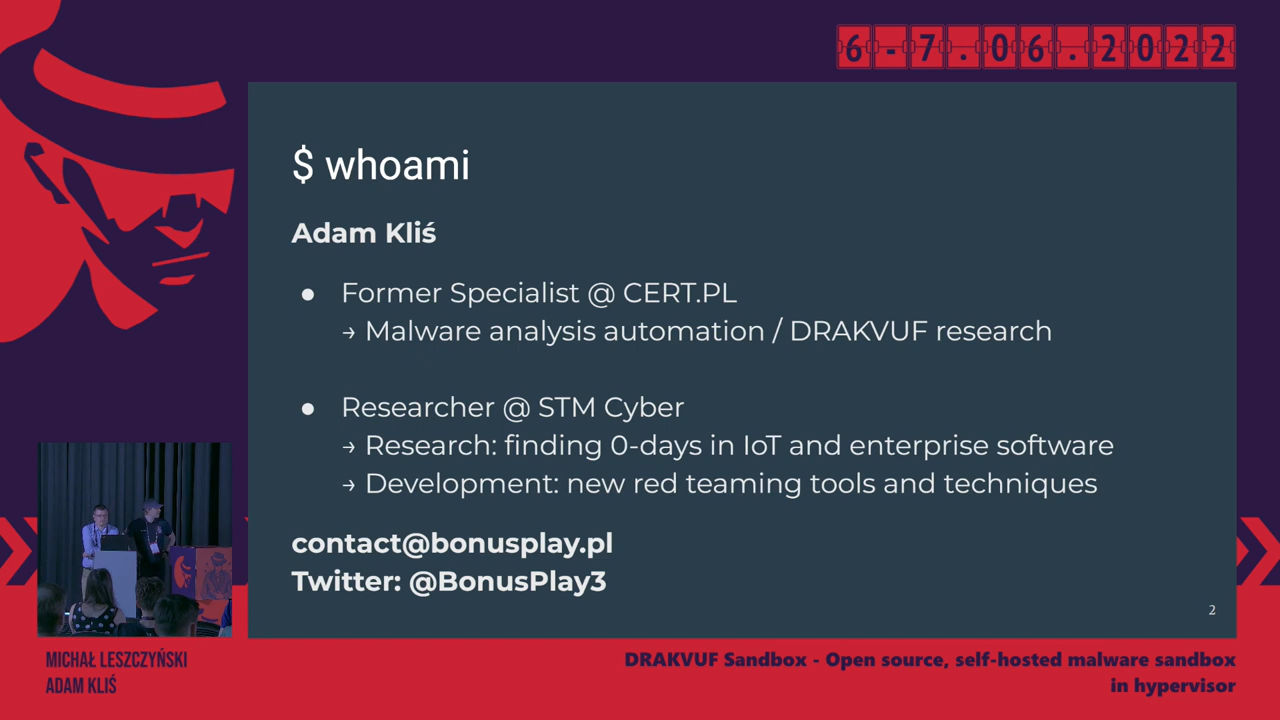 6-7.06.2022
$ whoami
Adam Kliś
● Former Specialist @ CERT.PL
→ Malware analysis automation / DRAKVUF research
● Researcher @ STM Cyber
→ Research: finding 0-days in IoT and enterprise software
→ Development: new red teaming tools and techniques
contact@bonusplay.pl
Twitter: @BonusPlay3
2
MICHAŁ LESZCZYŃSKI
ADAM KLIŚ
DRAKVUF Sandbox - Open source, self-hosted malware sandbox
in hypervisor